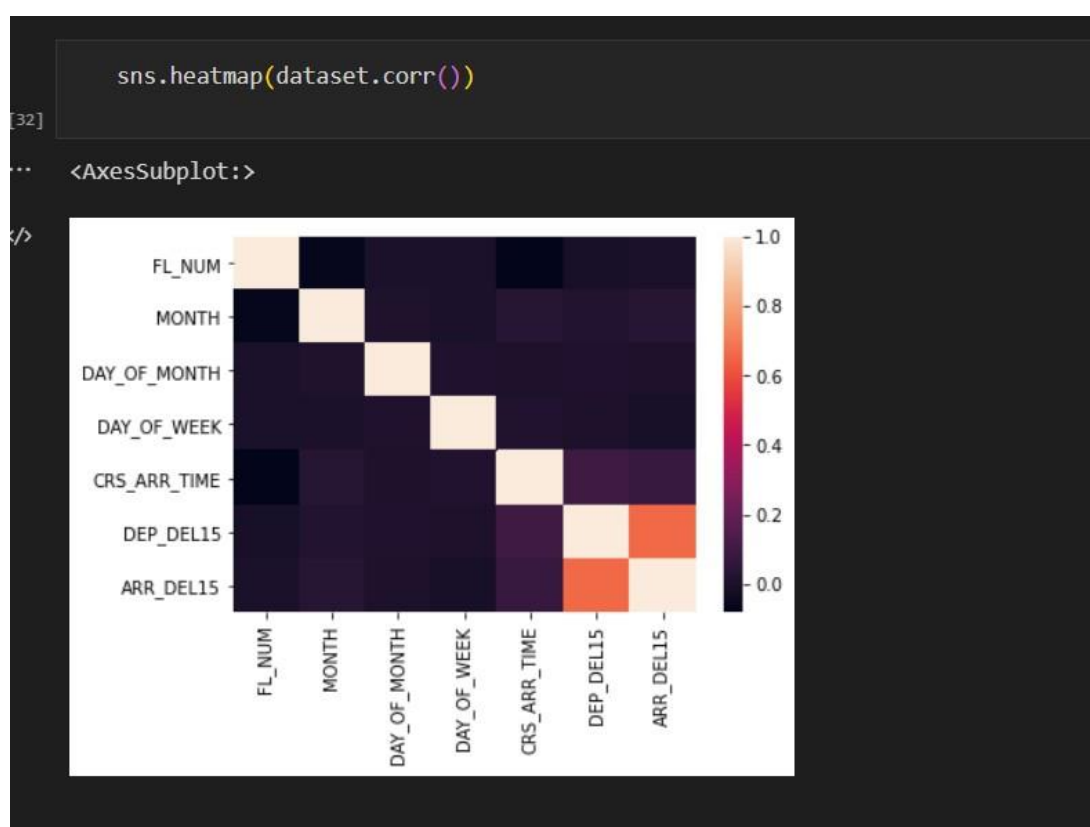 sns.heatmap(dataset.corr())
[32]
...
<AxesSubplot:>
</>
FL_NUM
MONTH
DAY_OF_MONTH
DAY_OF_WEEK
CRS_ARR_TIME
DEP_DEL15
ARR_DEL15
1.0
0.8
0.6
0.4
0.2
0.0
FL_NUM
MONTH
DAY_OF_MONTH
DAY_OF_WEEK
CRS_ARR_TIME
DEP_DEL15
ARR_DEL15